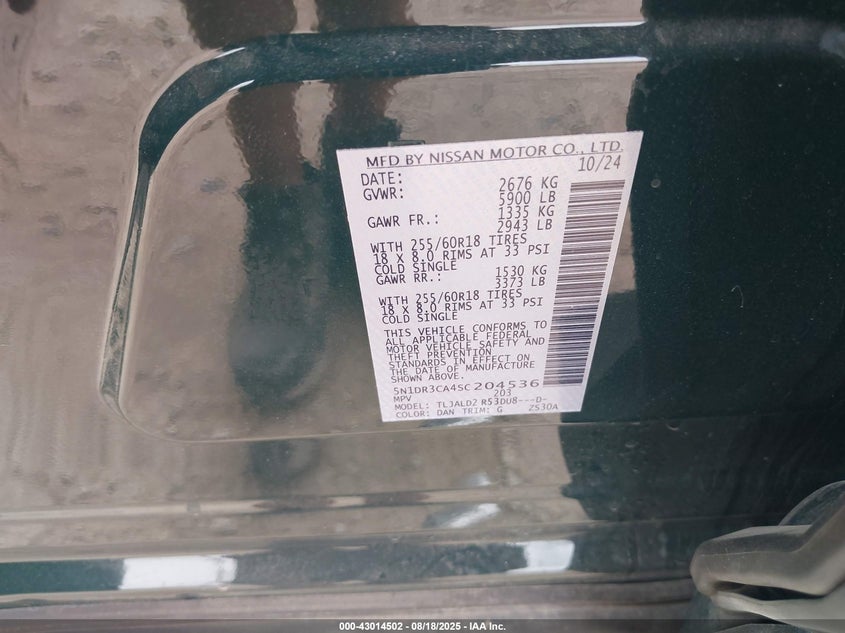 MFD BY NISSAN MOTOR CO., LTD.
DATE: 10/24
GVWR: 2676 KG
5900 LB
GAWR FR.: 1335 KG
2943 LB
WITH 255/60R18 TIRES
18 X 8.0 RIMS AT 33 PSI
COLD SINGLE
GAWR RR.: 1530 KG
3373 LB
WITH 255/60R18 TIRES
18 X 8.0 RIMS AT 33 PSI
COLD SINGLE
THIS VEHICLE CONFORMS TO
ALL APPLICABLE FEDERAL
MOTOR VEHICLE SAFETY AND
THEFT PREVENTION
STANDARDS IN EFFECT ON
THE DATE OF MANUFACTURE
SHOWN ABOVE.
5N1DR3CA4SC204536
MPV 203
MODEL: TLJALD2 R53DU8---D-
COLOR: DAN TRIM: G ZS30A
000-43014502 - 08/18/2025 - IAA Inc.